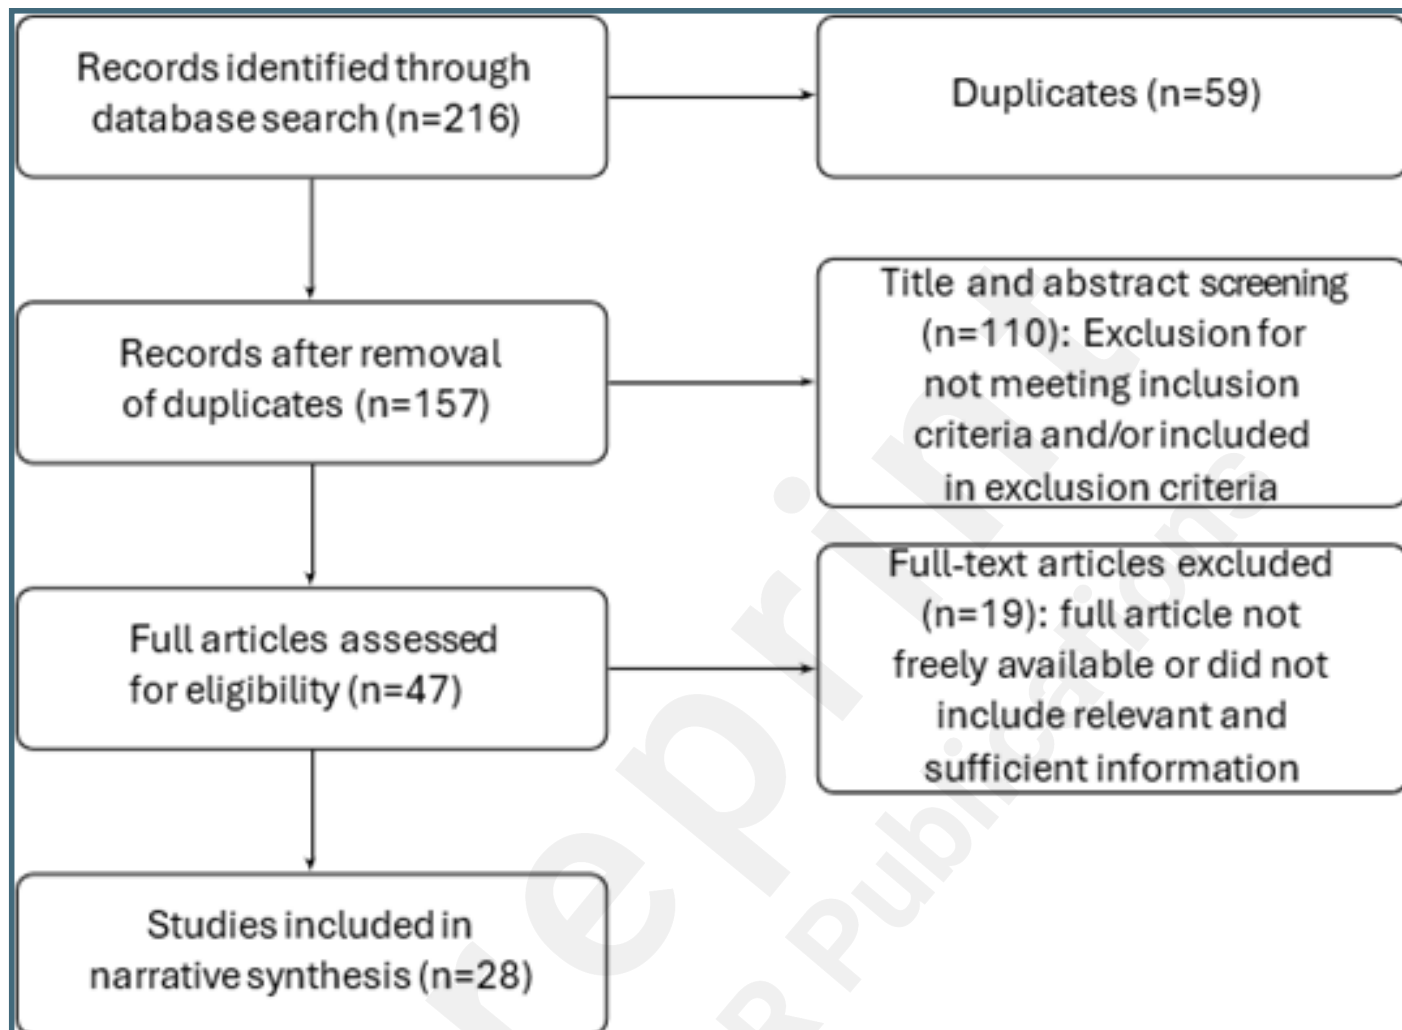 Records identified through
database search (n=216)
Duplicates (n=59)
Records after removal
of duplicates (n=157)
Title and abstract screening
(n=110): Exclusion for
not meeting inclusion
criteria and/or included
in exclusion criteria
Full articles assessed
for eligibility (n=47)
Full-text articles excluded
(n=19): full article not
freely available or did not
include relevant and
sufficient information
Studies included in
narrative synthesis (n=28)
reprint
R Publications